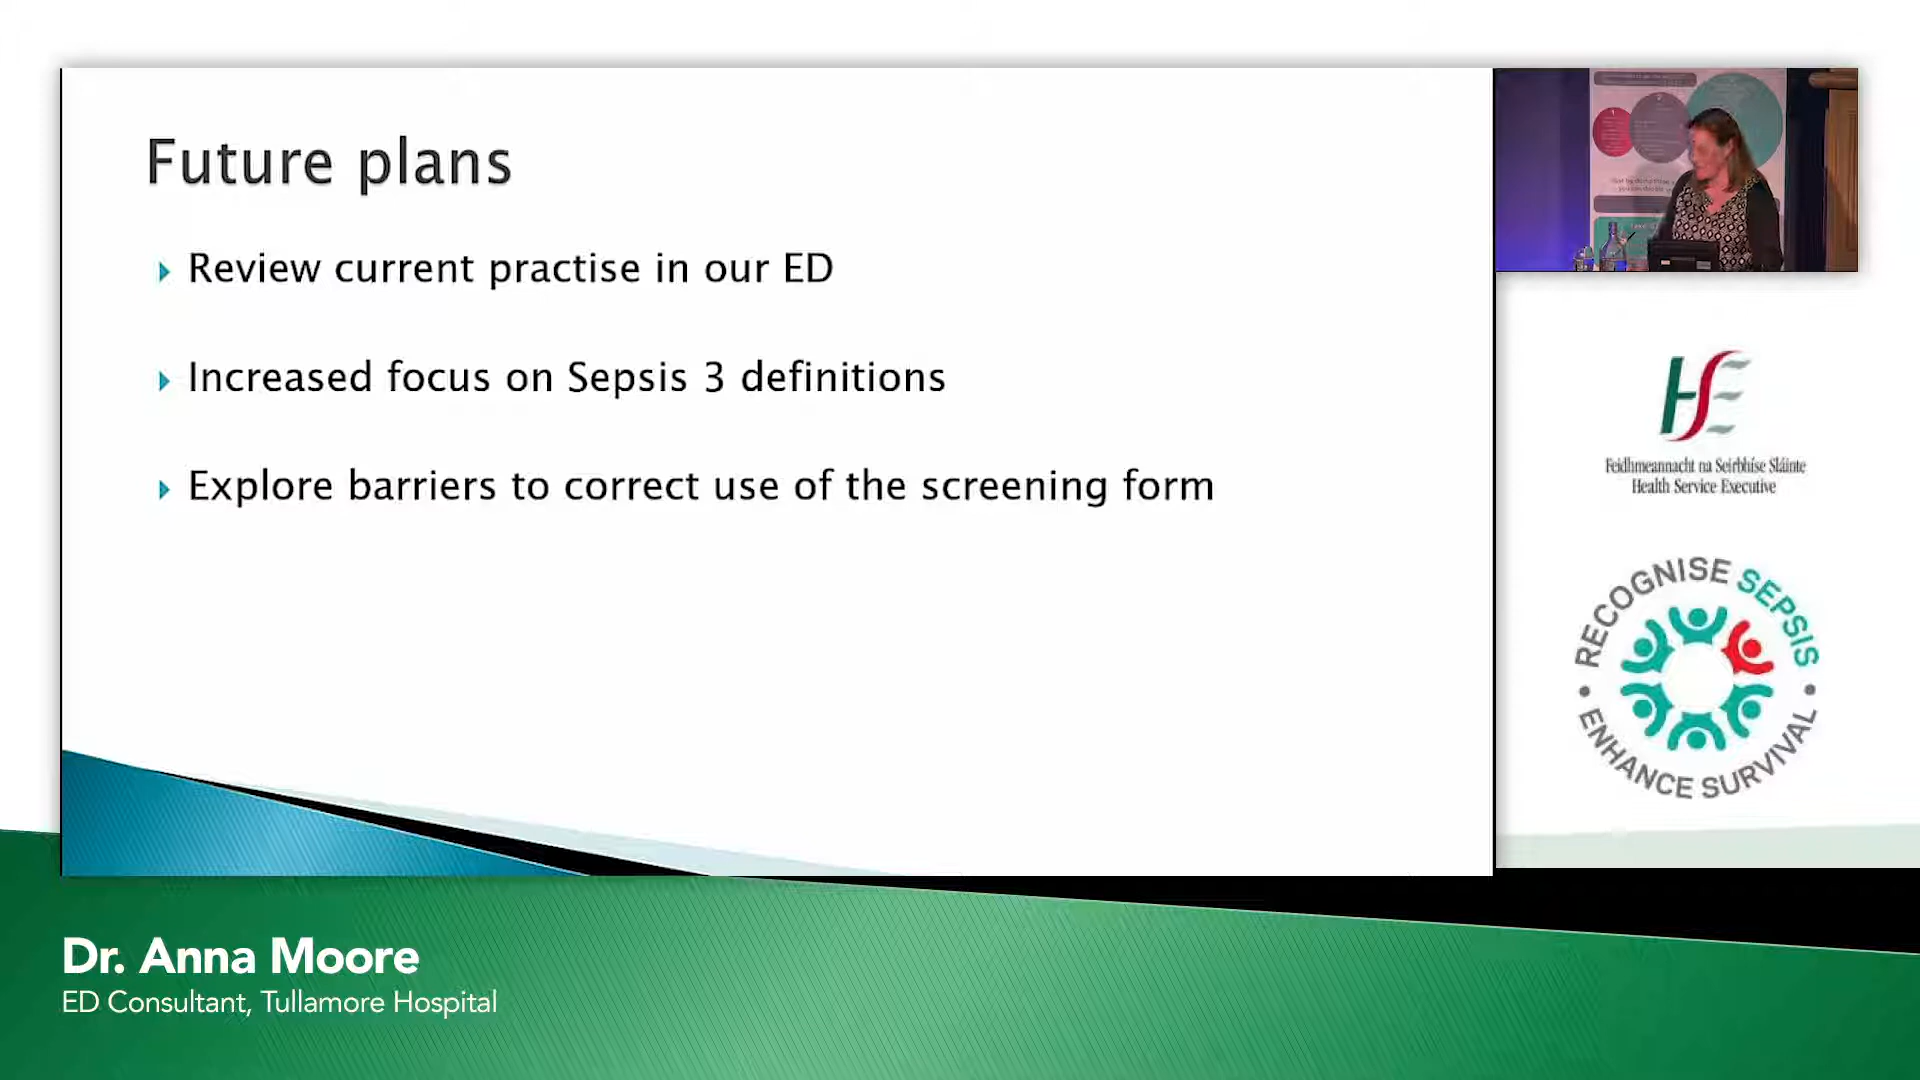 Future plans
Review current practise in our ED
Increased focus on Sepsis 3 definitions
Explore barriers to correct use of the screening form
HSE
Feidhmeannacht na Seirbhíse Sláinte
Health Service Executive
RECOGNISE SEPSIS
• ENHANCE SURVIVAL •
Dr. Anna Moore
ED Consultant, Tullamore Hospital